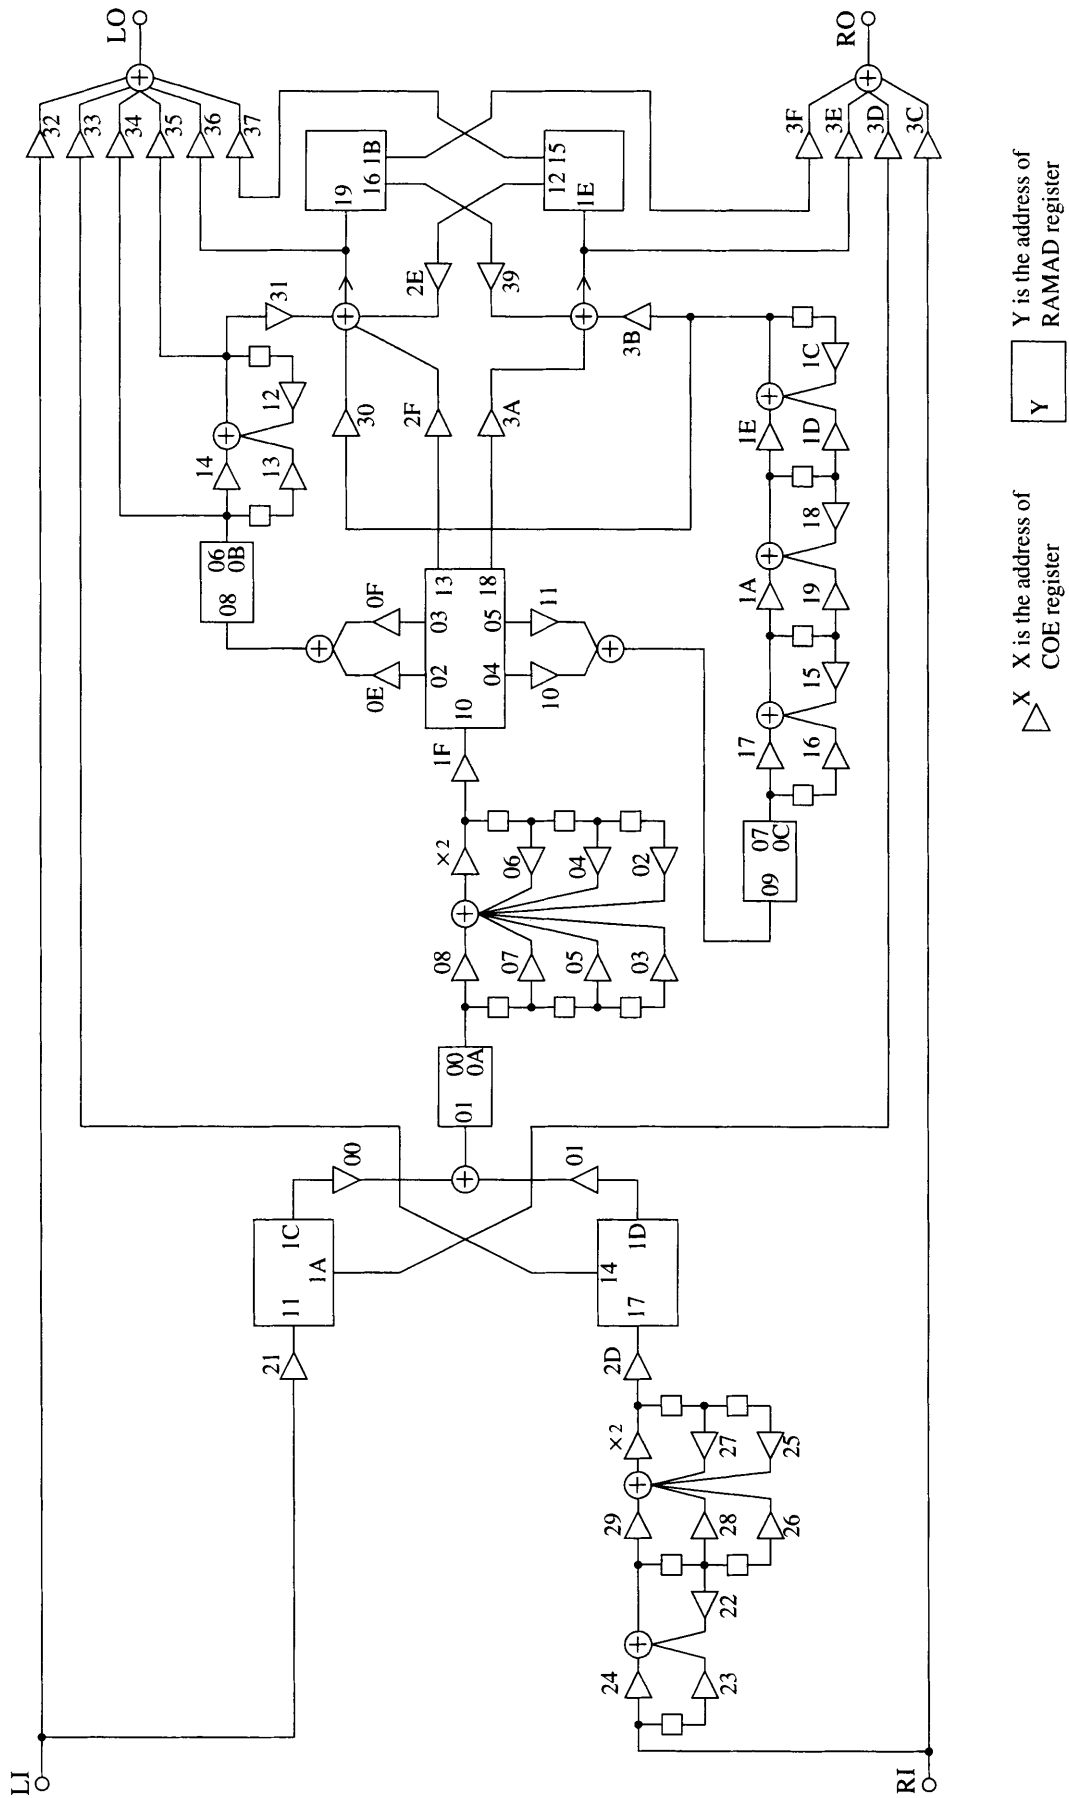 LO
32
33
34
35
36
37
RO
3F
3E
3D
3C
19
16
1B
12
15
1E
31
2E
39
3B
12
14
13
30
2F
3A
1C
1E
1D
18
1A
19
15
17
16
08
06
0B
0F
0E
03
02
13
10
05
04
18
11
10
1F
×2
06
04
02
08
07
05
03
09
07
0C
01
00
0A
00
01
1C
1A
11
1D
14
17
21
2D
×2
27
25
29
28
26
22
24
23
LI
RI
X X is the address of
COE register
Y Y is the address of
RAMAD register